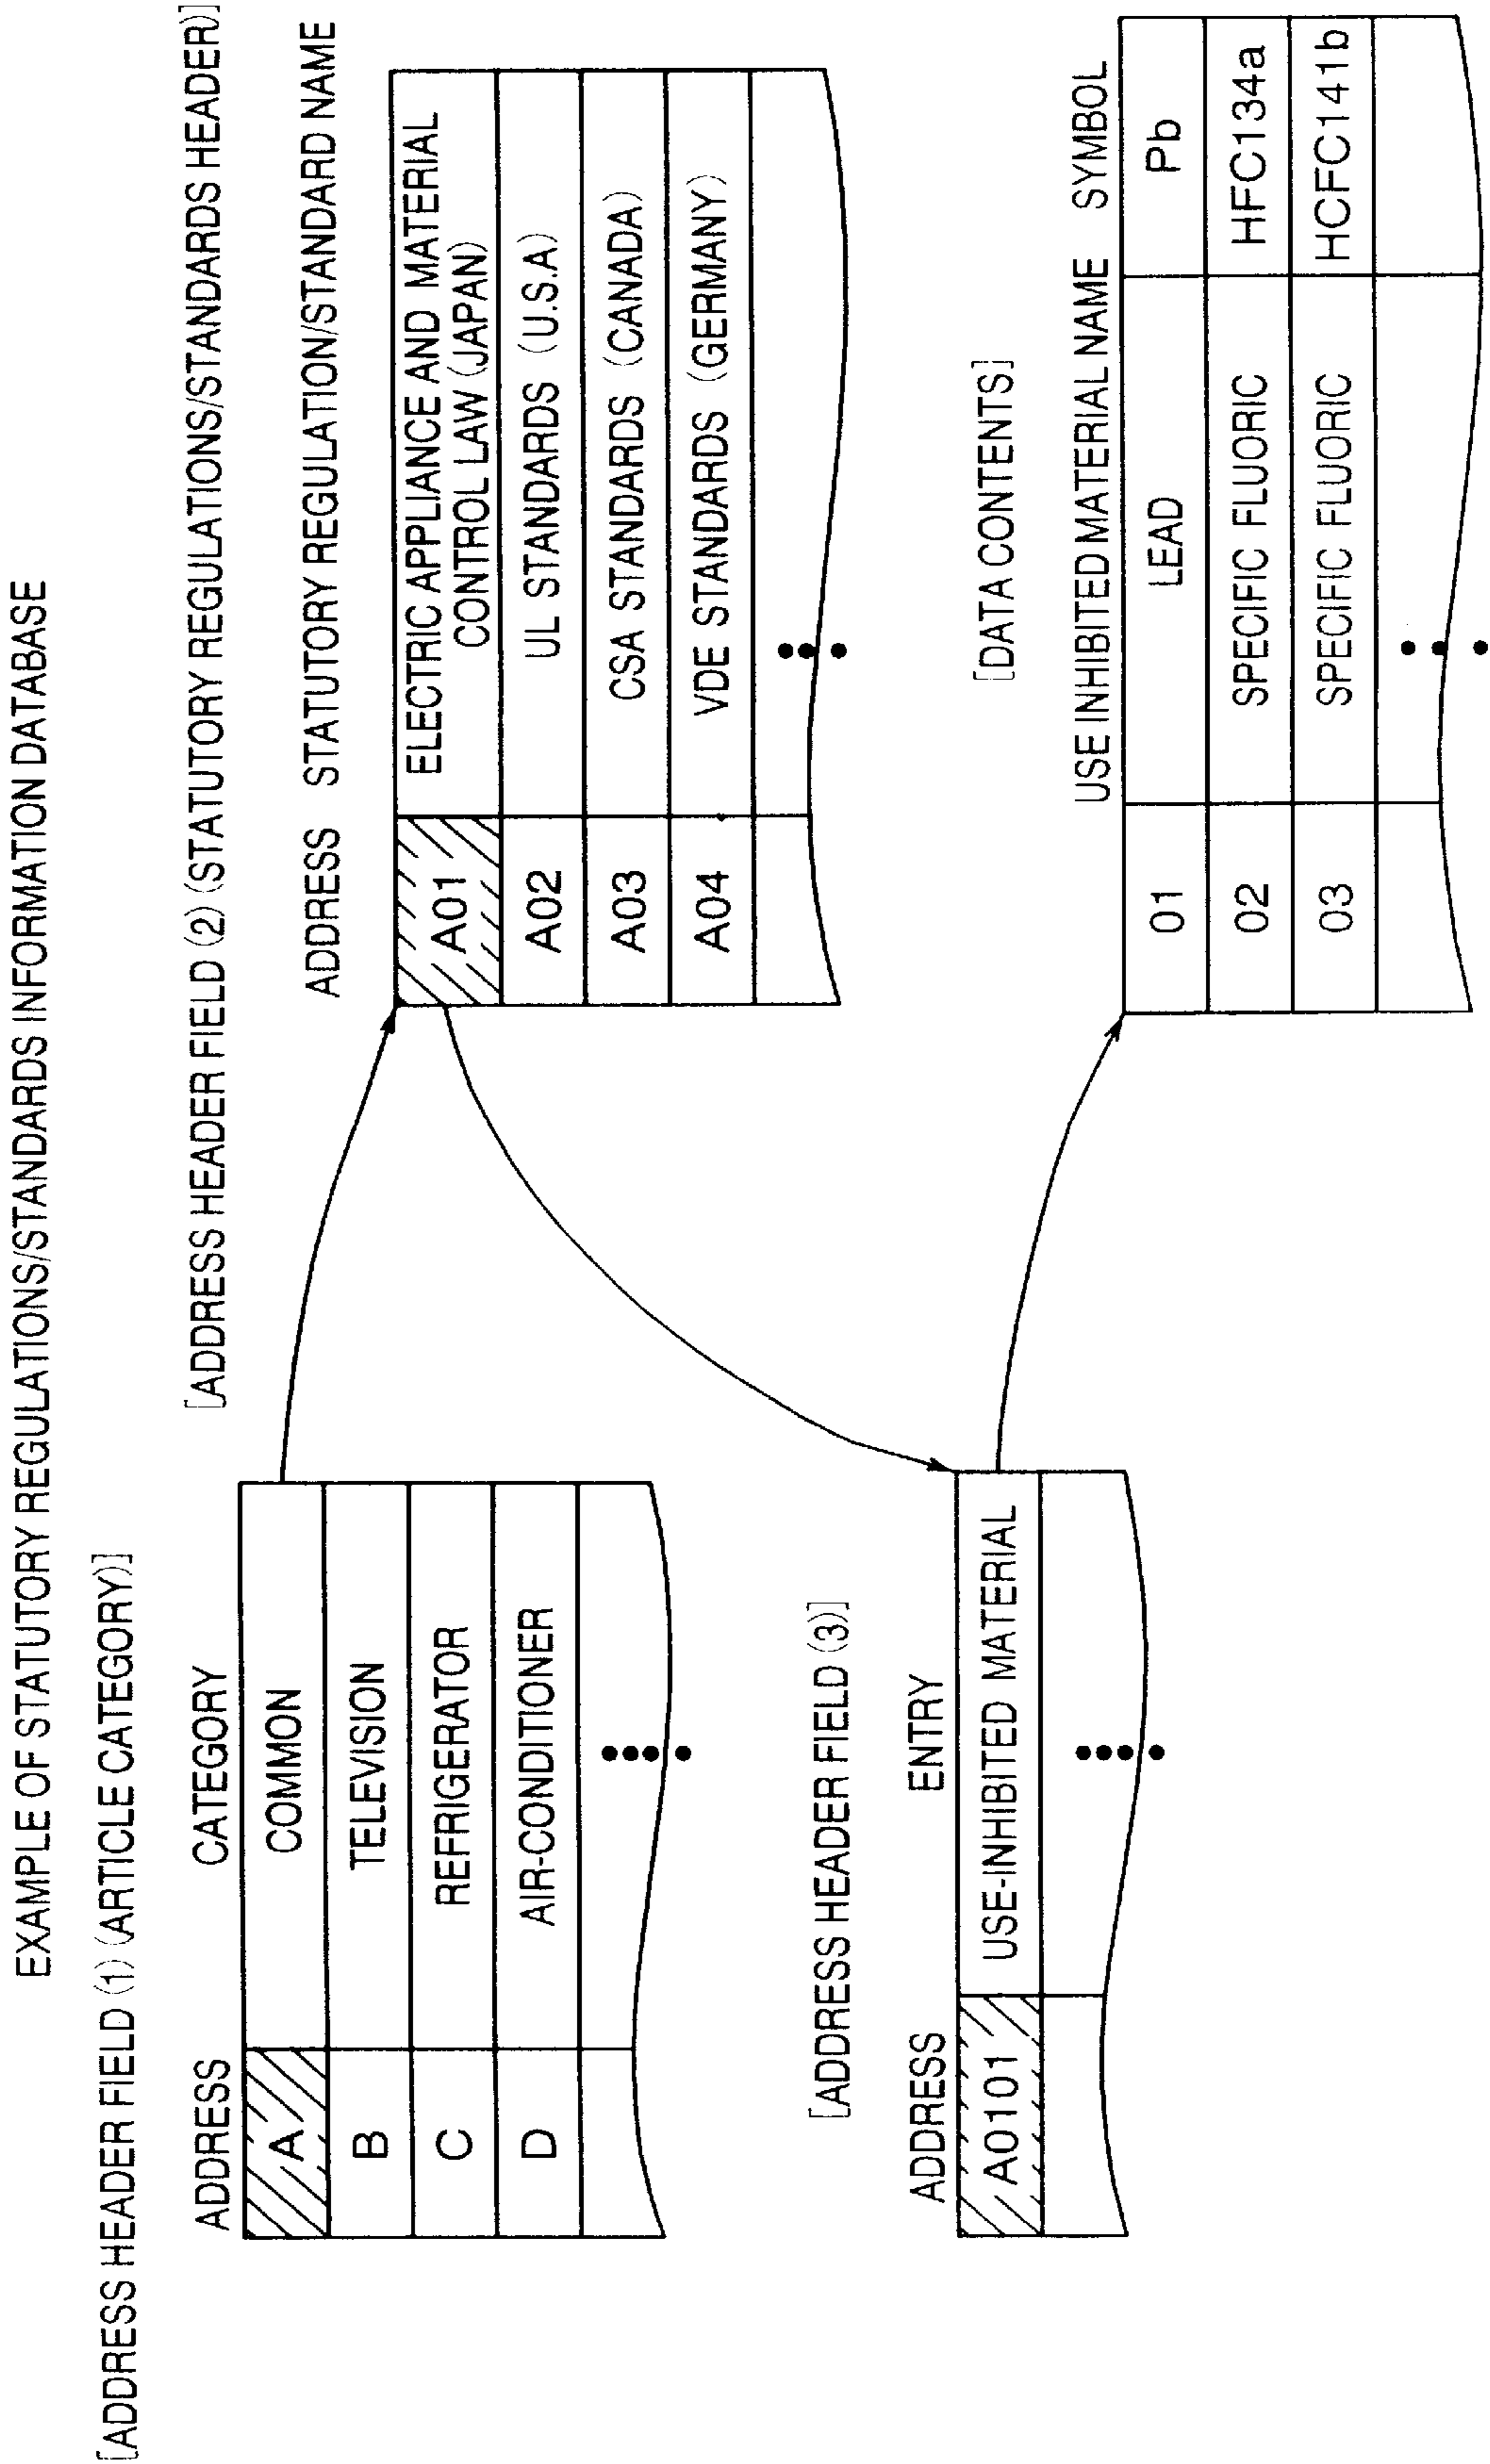 EXAMPLE OF STATUTORY REGULATIONS/STANDARDS INFORMATION DATABASE
[ADDRESS HEADER FIELD (1) (ARTICLE CATEGORY)]
ADDRESS CATEGORY
A COMMON
B TELEVISION
C REFRIGERATOR
D AIR-CONDITIONER
[ADDRESS HEADER FIELD (2) (STATUTORY REGULATIONS/STANDARDS HEADER)]
ADDRESS STATUTORY REGULATION/STANDARD NAME
A01 ELECTRIC APPLIANCE AND MATERIAL
CONTROL LAW (JAPAN)
A02 UL STANDARDS (U.S.A)
A03 CSA STANDARDS (CANADA)
A04 VDE STANDARDS (GERMANY)
[ADDRESS HEADER FIELD (3)]
ADDRESS ENTRY
A0101 USE-INHIBITED MATERIAL
[DATA CONTENTS]
USE INHIBITED MATERIAL NAME SYMBOL
01 LEAD Pb
02 SPECIFIC FLUORIC HFC134a
03 SPECIFIC FLUORIC HCFC141b